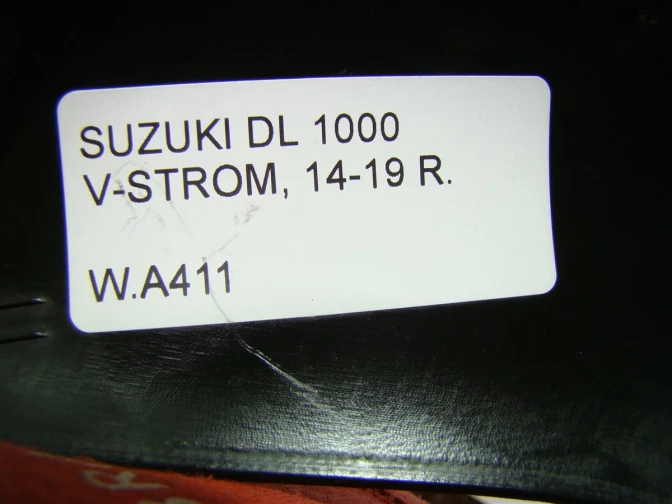 SUZUKI DL 1000
V-STROM, 14-19 R.
W.A411